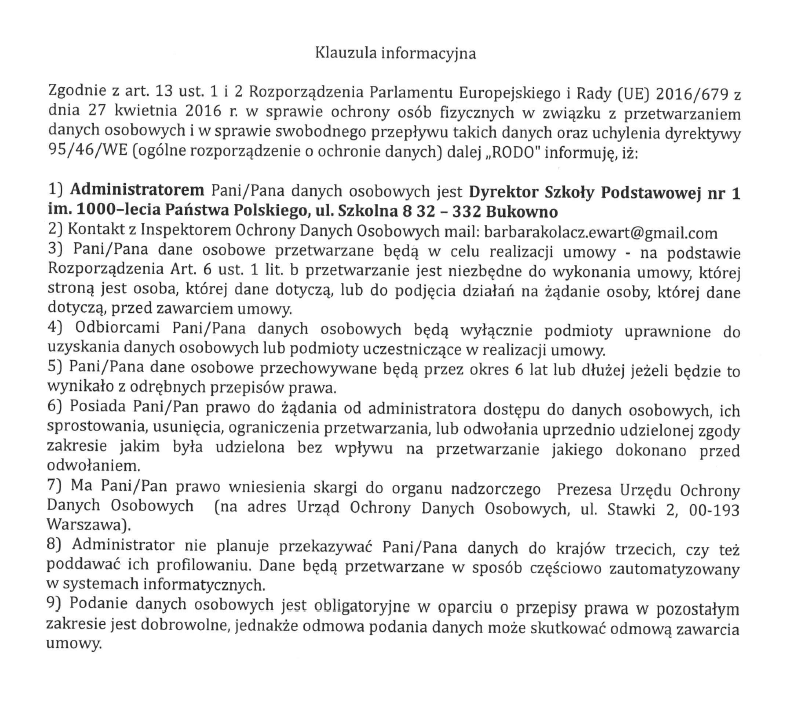 Klauzula informacyjna
Zgodnie z art. 13 ust. 1 i 2 Rozporządzenia Parlamentu Europejskiego i Rady (UE) 2016/679 z
dnia 27 kwietnia 2016 r. w sprawie ochrony osób fizycznych w związku z przetwarzaniem
danych osobowych i w sprawie swobodnego przepływu takich danych oraz uchylenia dyrektywy
95/46/WE (ogólne rozporządzenie o ochronie danych) dalej „RODO" informuję, iż:
1) Administratorem Pani/Pana danych osobowych jest Dyrektor Szkoły Podstawowej nr 1
im. 1000–lecia Państwa Polskiego, ul. Szkolna 8 32 – 332 Bukowno
2) Kontakt z Inspektorem Ochrony Danych Osobowych mail: barbarakolacz.ewart@gmail.com
3) Pani/Pana dane osobowe przetwarzane będą w celu realizacji umowy - na podstawie
Rozporządzenia Art. 6 ust. 1 lit. b przetwarzanie jest niezbędne do wykonania umowy, której
stroną jest osoba, której dane dotyczą, lub do podjęcia działań na żądanie osoby, której dane
dotyczą, przed zawarciem umowy.
4) Odbiorcami Pani/Pana danych osobowych będą wyłącznie podmioty uprawnione do
uzyskania danych osobowych lub podmioty uczestniczące w realizacji umowy.
5) Pani/Pana dane osobowe przechowywane będą przez okres 6 lat lub dłużej jeżeli będzie to
wynikało z odrębnych przepisów prawa.
6) Posiada Pani/Pan prawo do żądania od administratora dostępu do danych osobowych, ich
sprostowania, usunięcia, ograniczenia przetwarzania, lub odwołania uprzednio udzielonej zgody
zakresie jakim była udzielona bez wpływu na przetwarzanie jakiego dokonano przed
odwołaniem.
7) Ma Pani/Pan prawo wniesienia skargi do organu nadzorczego Prezesa Urzędu Ochrony
Danych Osobowych (na adres Urząd Ochrony Danych Osobowych, ul. Stawki 2, 00-193
Warszawa).
8) Administrator nie planuje przekazywać Pani/Pana danych do krajów trzecich, czy też
poddawać ich profilowaniu. Dane będą przetwarzane w sposób częściowo zautomatyzowany
w systemach informatycznych.
9) Podanie danych osobowych jest obligatoryjne w oparciu o przepisy prawa w pozostałym
zakresie jest dobrowolne, jednakże odmowa podania danych może skutkować odmową zawarcia
umowy.